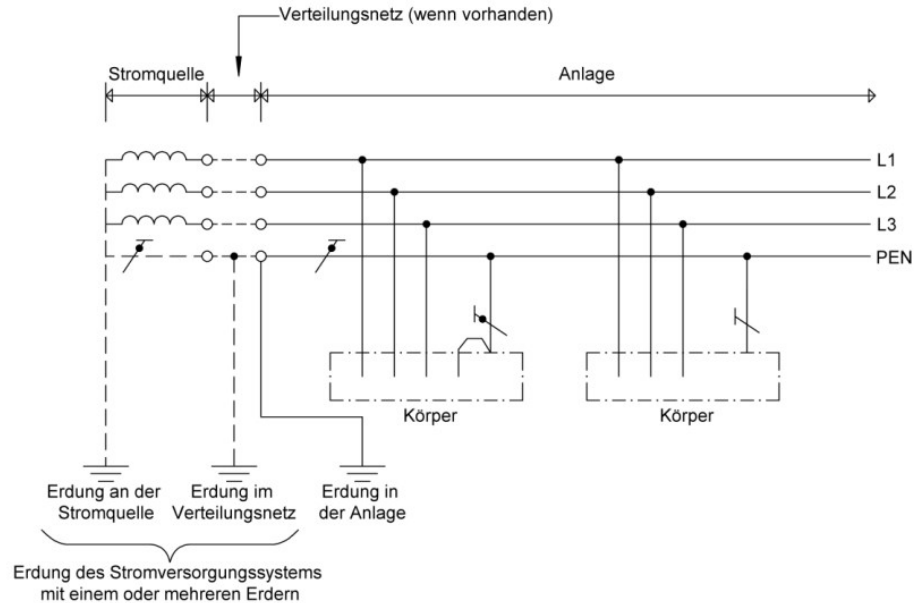 Verteilungsnetz (wenn vorhanden)
Stromquelle
Anlage
L1
L2
L3
PEN
Körper
Körper
Erdung an der
Stromquelle
Erdung im
Verteilungsnetz
Erdung in
der Anlage
Erdung des Stromversorgungssystems
mit einem oder mehreren Erdern